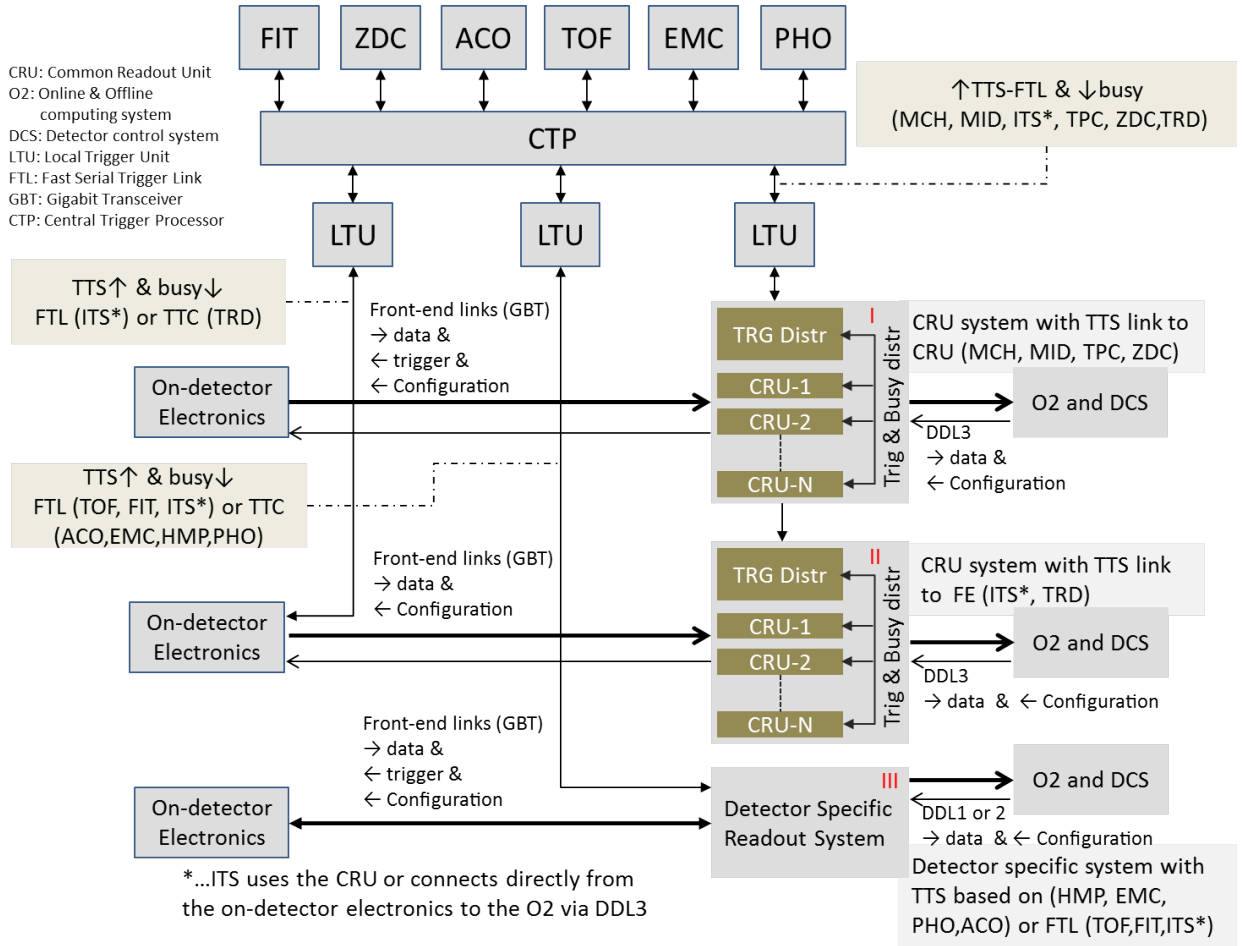 FIT
ZDC
ACO
TOF
EMC
PHO
CRU: Common Readout Unit
O2: Online & Offline
computing system
DCS: Detector control system
LTU: Local Trigger Unit
FTL: Fast Serial Trigger Link
GBT: Gigabit Transceiver
CTP: Central Trigger Processor
↑TTS-FTL & ↓busy
(MCH, MID, ITS*, TPC, ZDC,TRD)
CTP
LTU
LTU
LTU
TTS↑ & busy↓
FTL (ITS*) or TTC (TRD)
Front-end links (GBT)
→ data &
← trigger &
← Configuration
On-detector
Electronics
I
TRG Distr
CRU-1
CRU-2
CRU-N
Trig & Busy distr
CRU system with TTS link to
CRU (MCH, MID, TPC, ZDC)
O2 and DCS
DDL3
→ data &
← Configuration
TTS↑ & busy↓
FTL (TOF, FIT, ITS*) or TTC
(ACO,EMC,HMP,PHO)
Front-end links (GBT)
→ data &
← Configuration
On-detector
Electronics
II
TRG Distr
CRU-1
CRU-2
CRU-N
Trig & Busy distr
CRU system with TTS link
to FE (ITS*, TRD)
O2 and DCS
DDL3
→ data & ← Configuration
Front-end links (GBT)
→ data &
← trigger &
← Configuration
On-detector
Electronics
III
Detector Specific
Readout System
O2 and DCS
DDL1 or 2
→ data & ← Configuration
Detector specific system with
TTS based on (HMP, EMC,
PHO,ACO) or FTL (TOF,FIT,ITS*)
*...ITS uses the CRU or connects directly from
the on-detector electronics to the O2 via DDL3